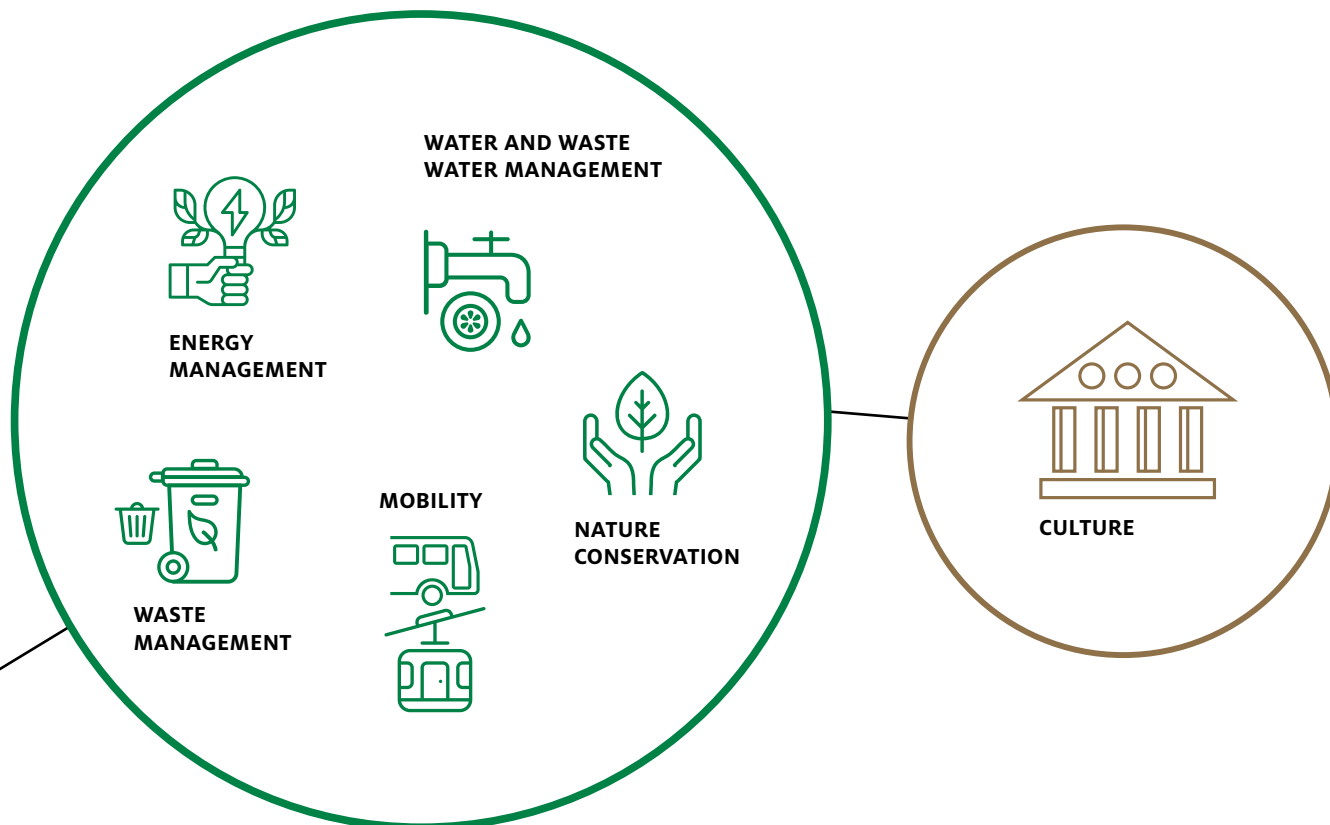 WATER AND WASTE
WATER MANAGEMENT
ENERGY
MANAGEMENT
MOBILITY
NATURE
CONSERVATION
CULTURE
WASTE
MANAGEMENT